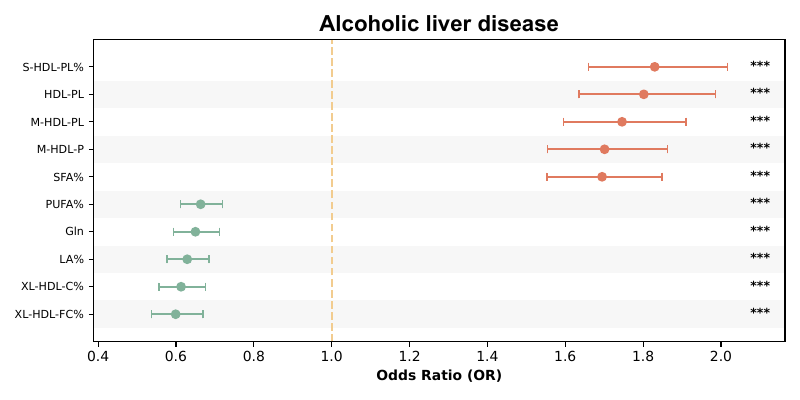 Alcoholic liver disease
S-HDL-PL% ***
HDL-PL ***
M-HDL-PL ***
M-HDL-P ***
SFA% ***
PUFA% ***
Gln ***
LA% ***
XL-HDL-C% ***
XL-HDL-FC% ***
0.4 0.6 0.8 1.0 1.2 1.4 1.6 1.8 2.0
Odds Ratio (OR)